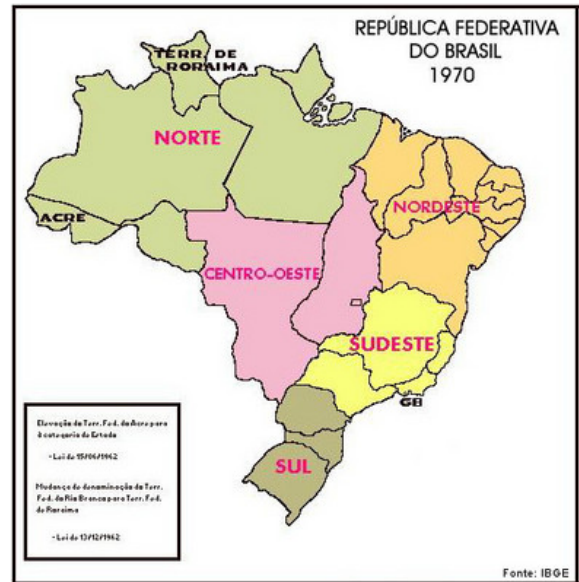 REPÚBLICA FEDERATIVA
DO BRASIL
1970
TERR. DE
RORAIMA
NORTE
ACRE
NORDESTE
CENTRO-OESTE
SUDESTE
GB
SUL
Elevação do Terr. Fed. do Acre para
à categoria de Estado
- Lei de 15/06/1962
Mudança de denominação do Terr.
Fed. do Rio Branco para Terr. Fed.
de Roraima
- Lei de 13/12/1962
Fonte: IBGE